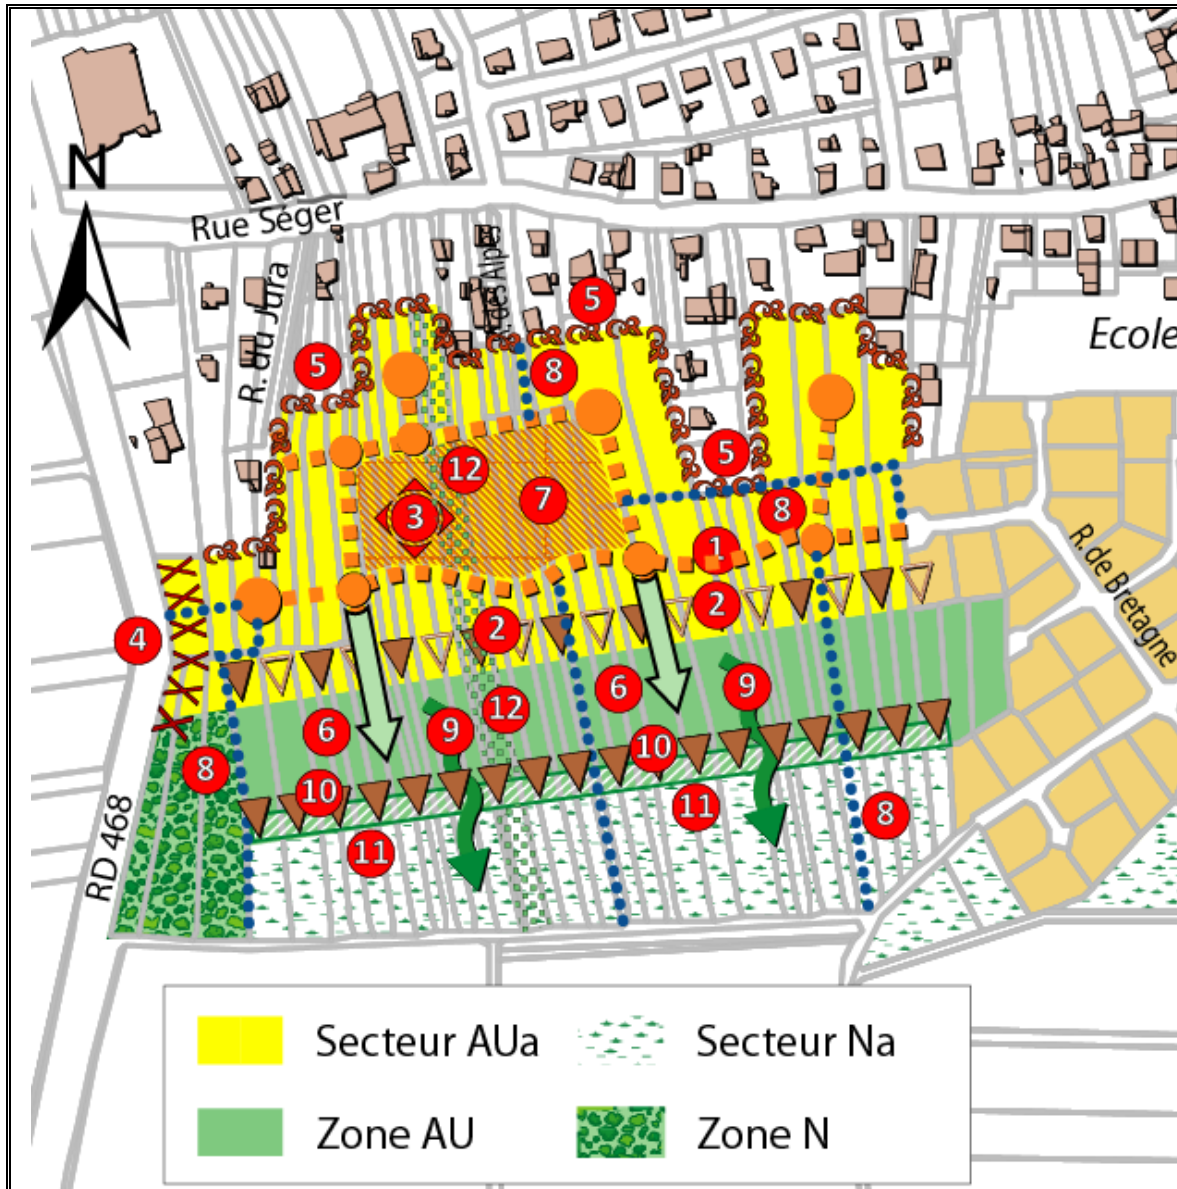 N
Rue Séger
R. du Jura
R. des Alpes
5
Ecole
5
8
5
12
7
3
8
1
R. de Bretagne
2
2
4
6
9
12
6
9
8
10
10
11
8
11
RD 468
Secteur AUa
Secteur Na
Zone AU
Zone N